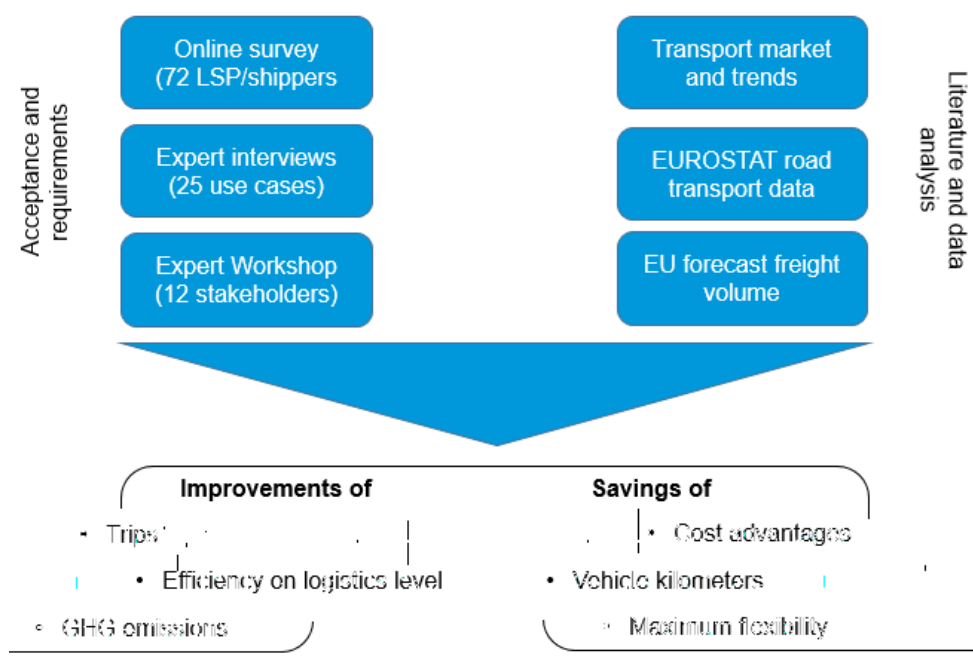 Acceptance and
requirements
Online survey
(72 LSP/shippers
Expert interviews
(25 use cases)
Expert Workshop
(12 stakeholders)
Transport market
and trends
EUROSTAT road
transport data
EU forecast freight
volume
Literature and data
analysis
Improvements of
• Trips
• Efficiency on logistics level
• GHG emissions
Savings of
• Cost advantages
• Vehicle kilometers
• Maximum flexibility